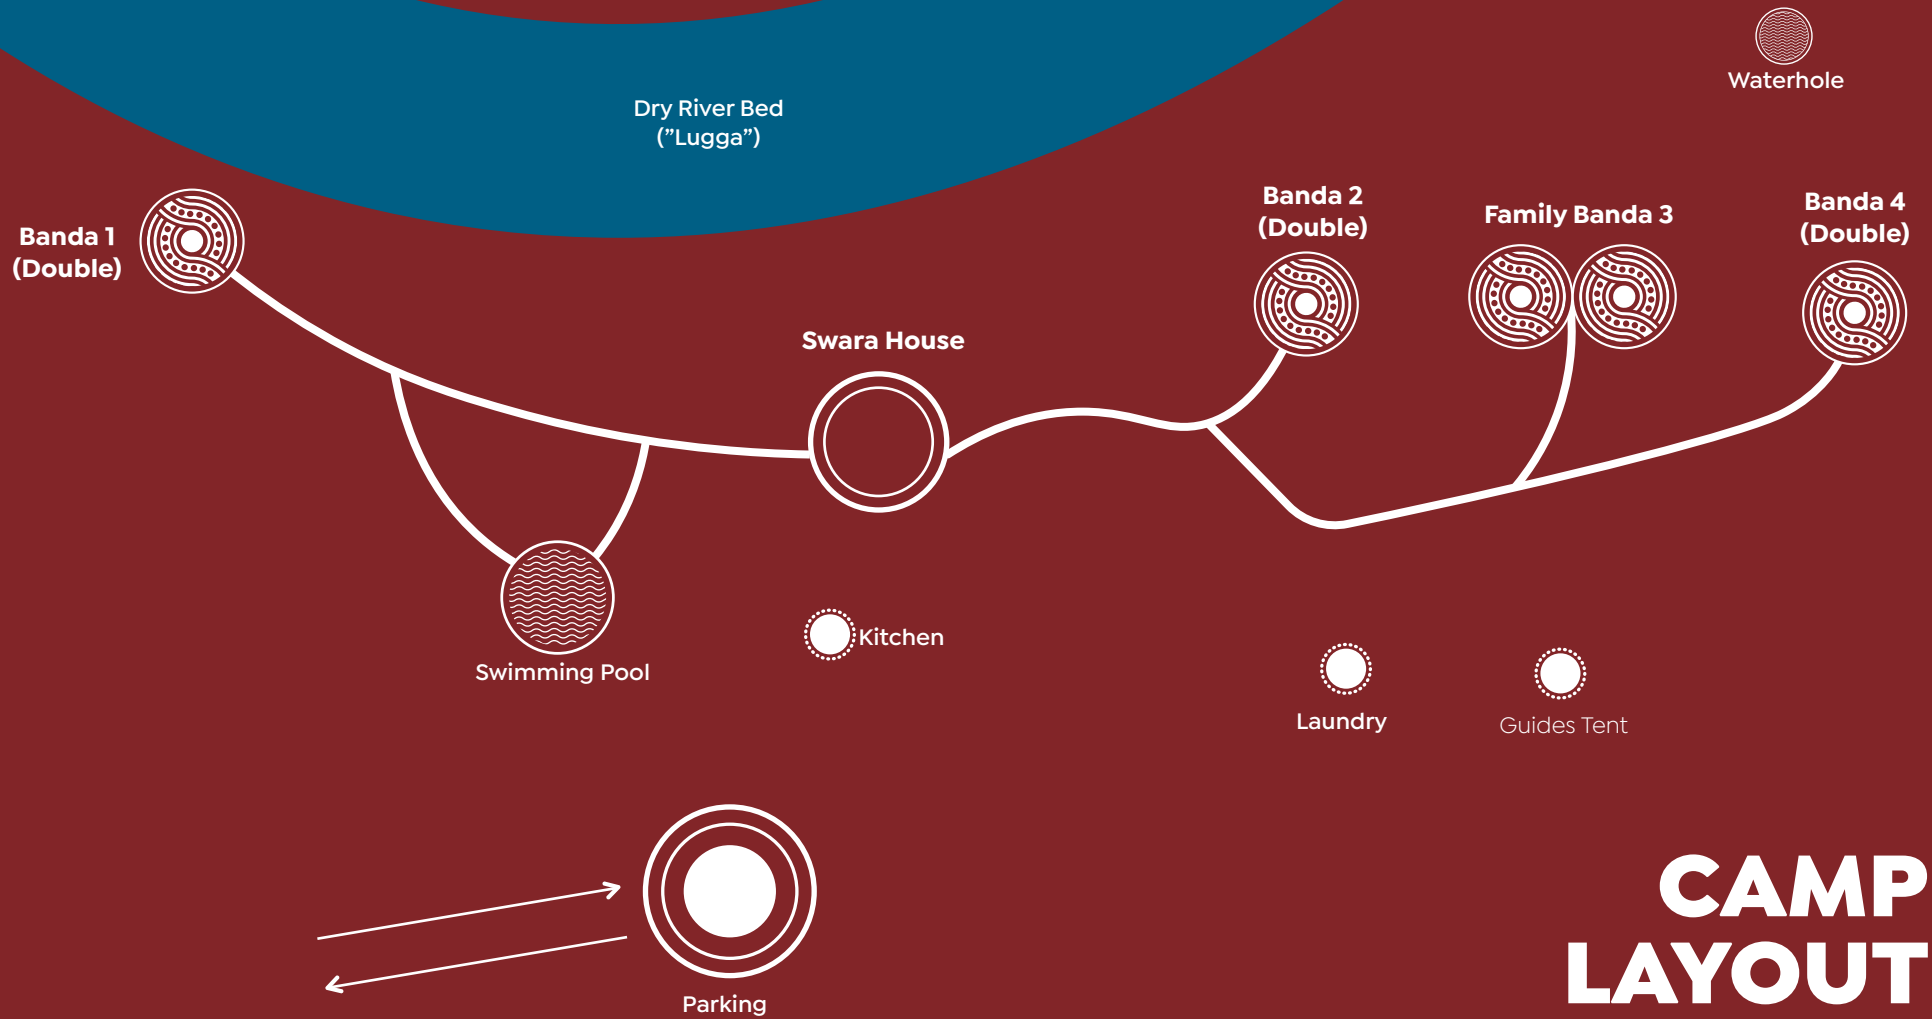 Waterhole
Dry River Bed
(”Lugga”)
Banda 1
(Double)
Banda 2
(Double)
Family Banda 3
Banda 4
(Double)
Swara House
Swimming Pool
Kitchen
Laundry
Guides Tent
Parking
CAMP
LAYOUT